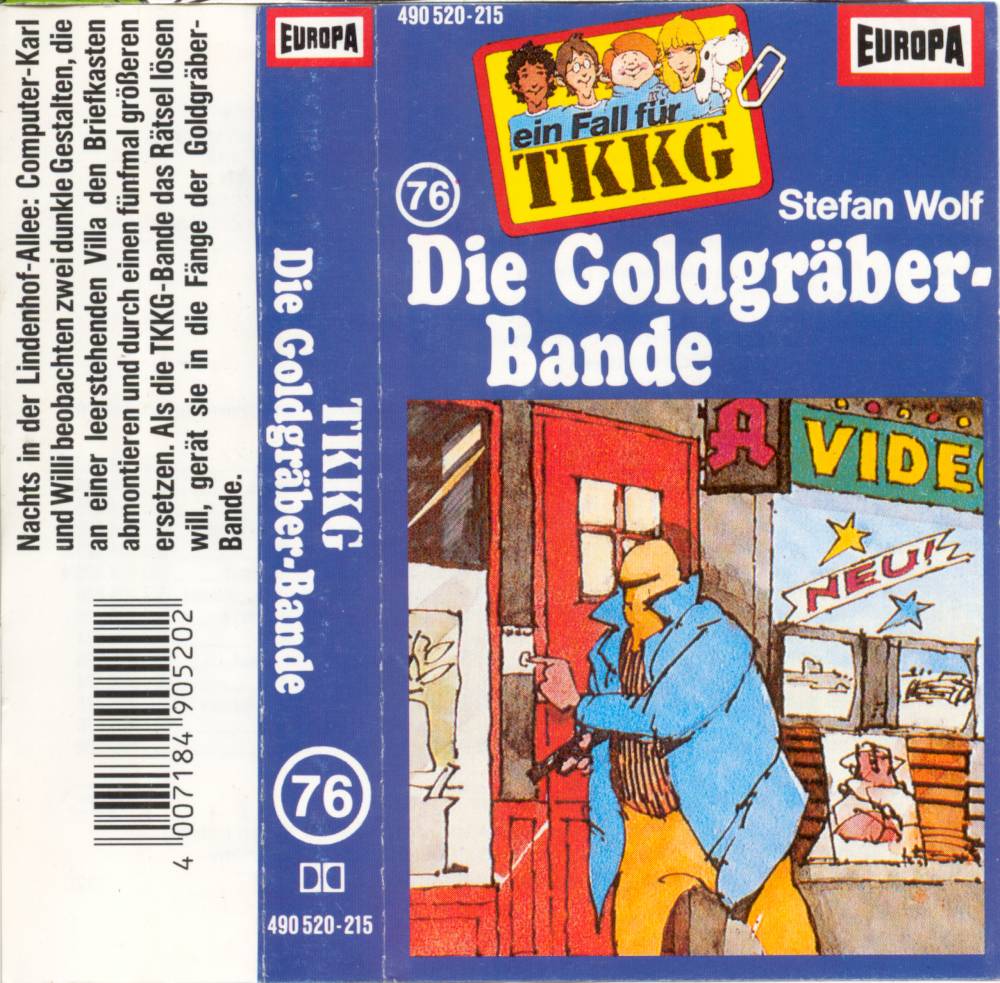 Nachts in der Lindenhof-Allee: Computer-Karl
und Willi beobachten zwei dunkle Gestalten, die
an einer leerstehenden Villa den Briefkasten
abmontieren und durch einen fünfmal größeren
ersetzen. Als die TKKG-Bande das Rätsel lösen
will, gerät sie in die Fänge der Goldgräber-
Bande.
4 007184 905202
EUROPA
TKKG
Die Goldgräber-Bande
76
490 520-215
490 520-215
ein Fall für
TKKG
EUROPA
76
Stefan Wolf
Die Goldgräber-
Bande
A
VIDE
NEU!